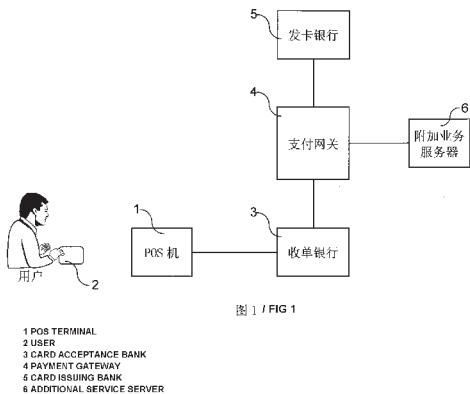 5
发卡银行
4
支付网关
6
附加业务
服务器
1
POS 机
3
收单银行
用户
2
图 1 / FIG 1
1 POS TERMINAL
2 USER
3 CARD ACCEPTANCE BANK
4 PAYMENT GATEWAY
5 CARD ISSUING BANK
6 ADDITIONAL SERVICE SERVER